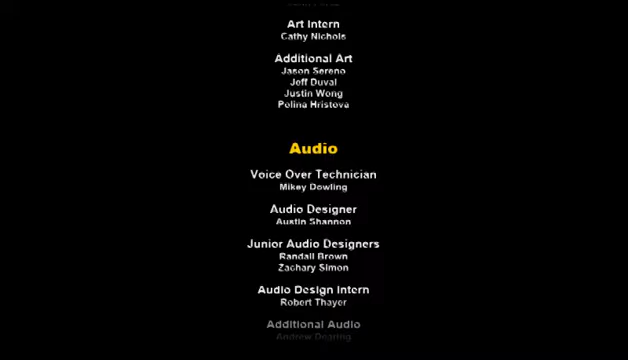 Art Intern
Cathy Nichols
Additional Art
Jason Sereno
Jeff Duval
Justin Wong
Polina Hristova
Audio
Voice Over Technician
Mikey Dowling
Audio Designer
Austin Shannon
Junior Audio Designers
Randall Brown
Zachary Simon
Audio Design Intern
Robert Thayer
Additional Audio
Andrew Dearing